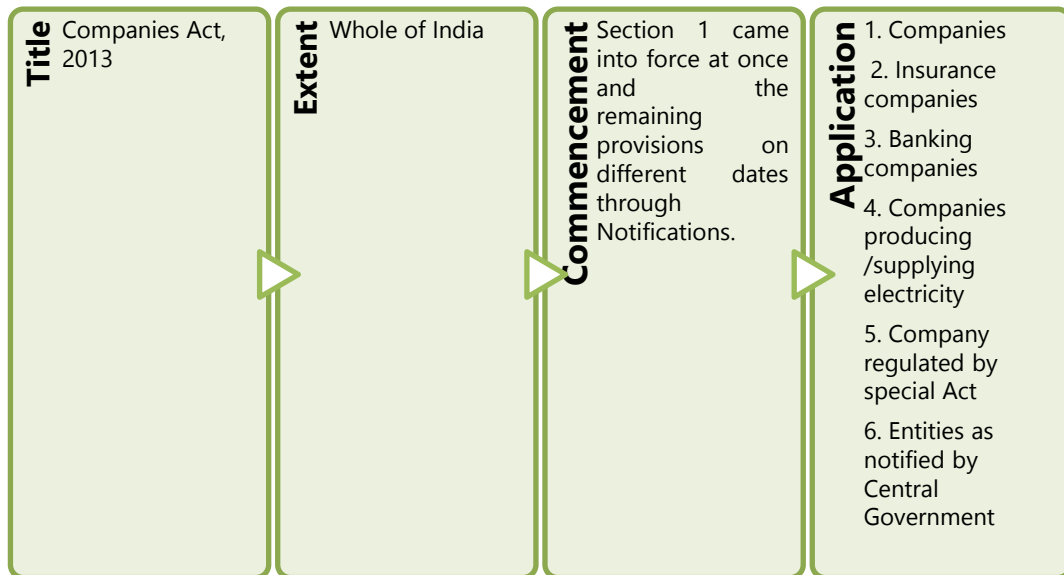 Title
Companies Act,
2013
Extent
Whole of India
Commencement
Section 1 came
into force at once
and the
remaining
provisions on
different dates
through
Notifications.
Application
1. Companies
2. Insurance
companies
3. Banking
companies
4. Companies
producing
/supplying
electricity
5. Company
regulated by
special Act
6. Entities as
notified by
Central
Government